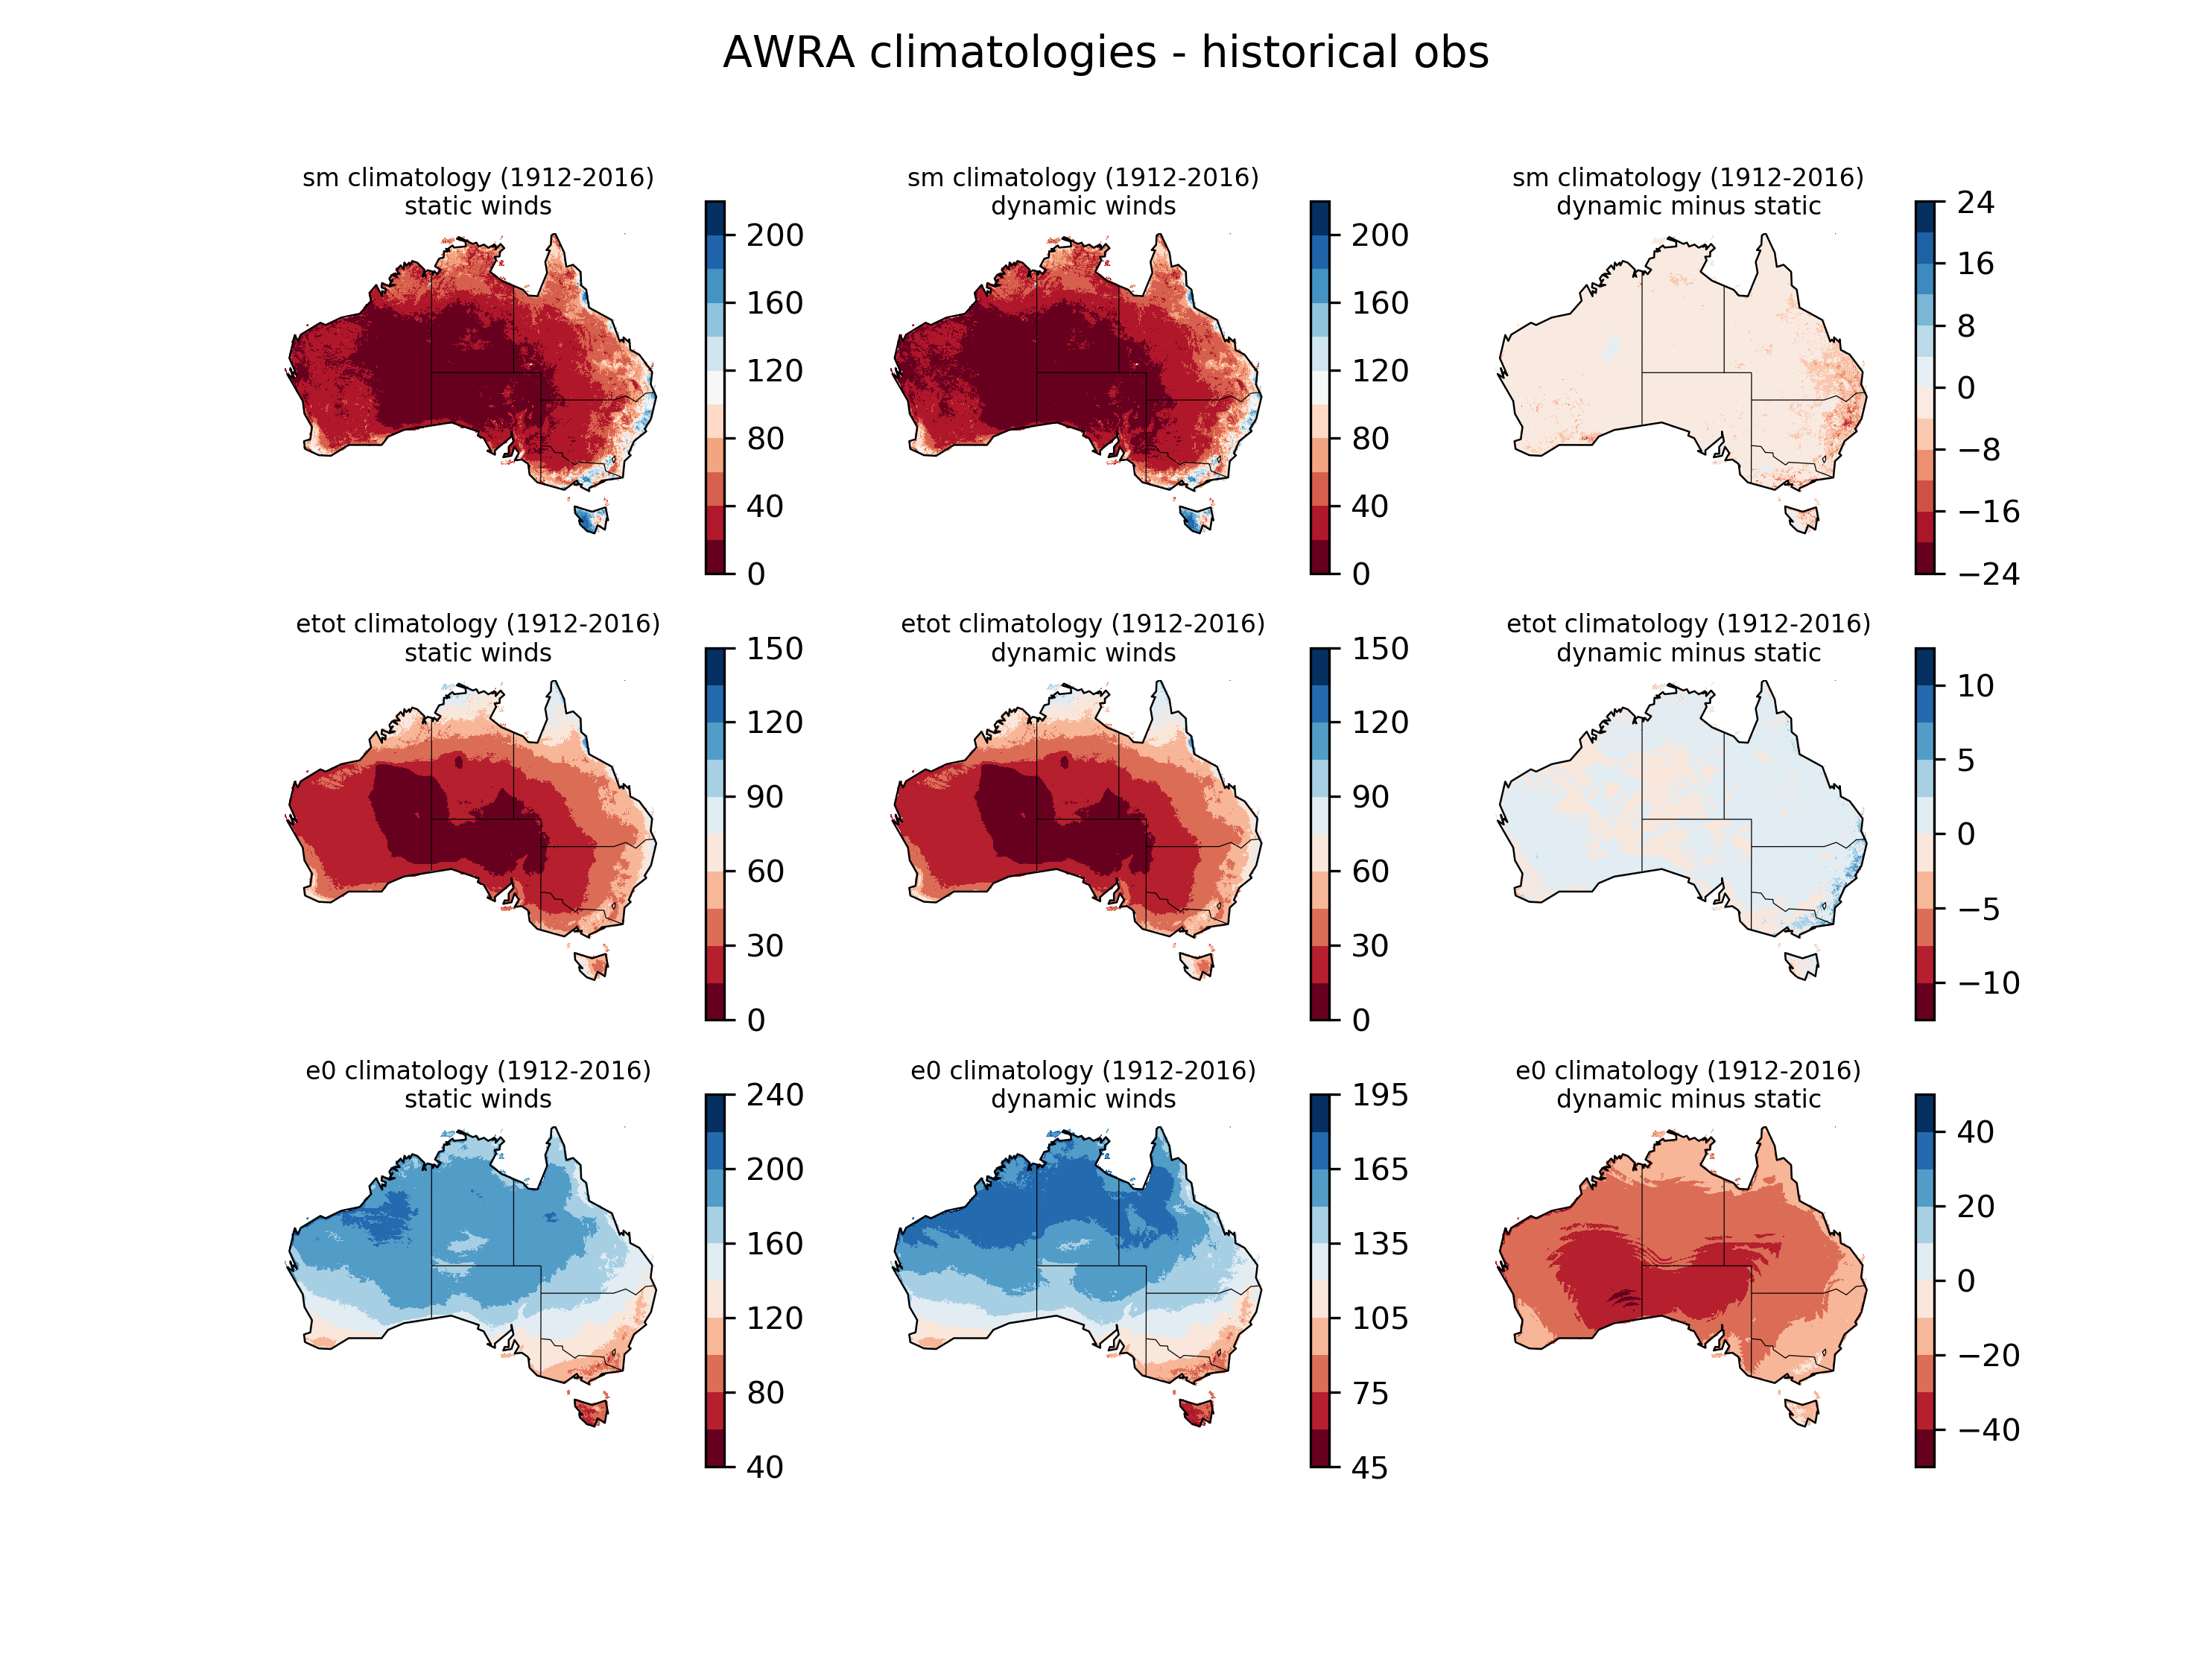 AWRA climatologies - historical obs
sm climatology (1912-2016)
static winds
200
160
120
80
40
0
sm climatology (1912-2016)
dynamic winds
200
160
120
80
40
0
sm climatology (1912-2016)
dynamic minus static
24
16
8
0
−8
−16
−24
etot climatology (1912-2016)
static winds
150
120
90
60
30
0
etot climatology (1912-2016)
dynamic winds
150
120
90
60
30
0
etot climatology (1912-2016)
dynamic minus static
10
5
0
−5
−10
e0 climatology (1912-2016)
static winds
240
200
160
120
80
40
e0 climatology (1912-2016)
dynamic winds
195
165
135
105
75
45
e0 climatology (1912-2016)
dynamic minus static
40
20
0
−20
−40